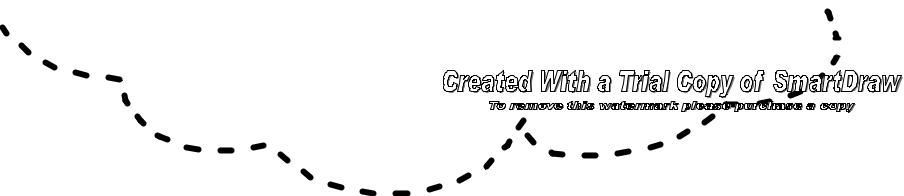 Created With a Trial Copy of SmartDraw
To remove this watermark please purchase a copy